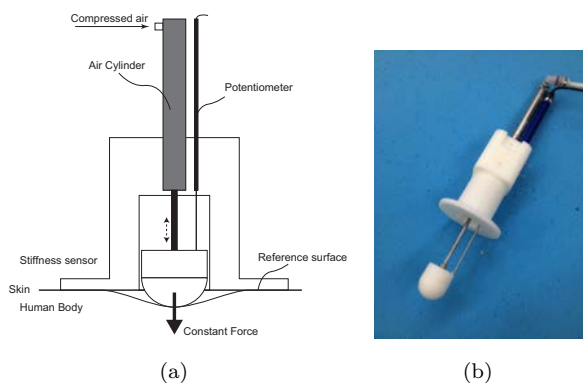 Compressed air
Air Cylinder
Potentiometer
Stiffness sensor
Reference surface
Skin
Human Body
Constant Force
(a)
(b)